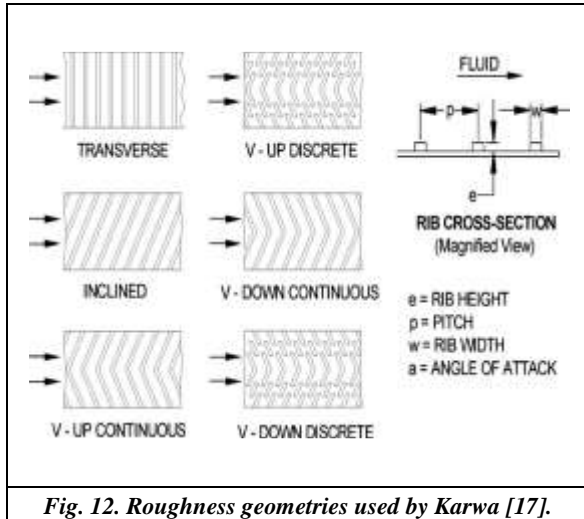 TRANSVERSE
V - UP DISCRETE
INCLINED
V - DOWN CONTINUOUS
V - UP CONTINUOUS
V - DOWN DISCRETE
FLUID
p
w
e
RIB CROSS-SECTION
(Magnified View)
e = RIB HEIGHT
p = PITCH
w = RIB WIDTH
a = ANGLE OF ATTACK
Fig. 12. Roughness geometries used by Karwa [17].